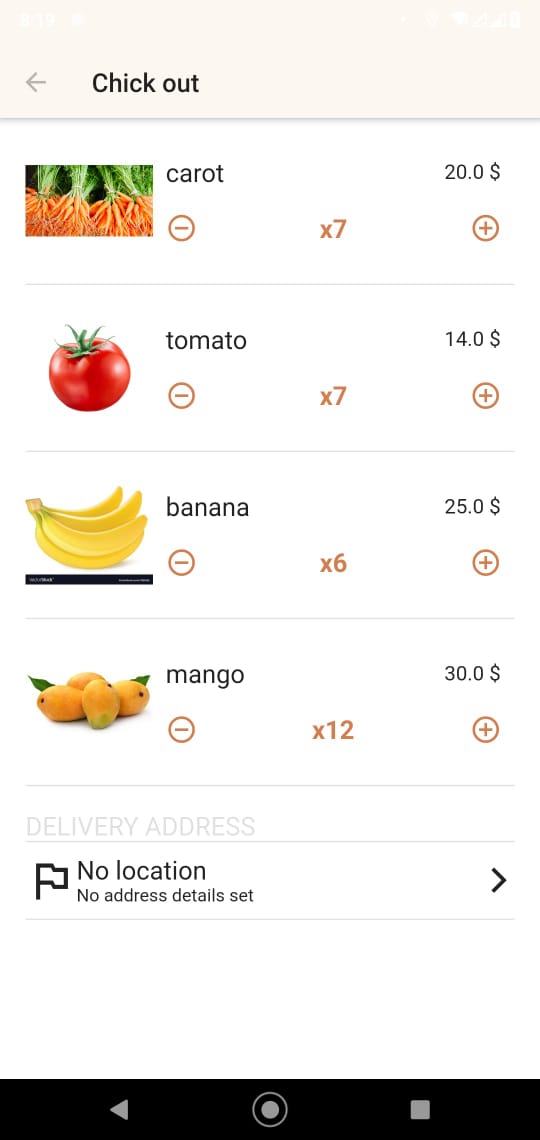 8:19
Chick out
carot
20.0 $
x7
tomato
14.0 $
x7
banana
25.0 $
x6
VectorStock
mango
30.0 $
x12
DELIVERY ADDRESS
No location
No address details set